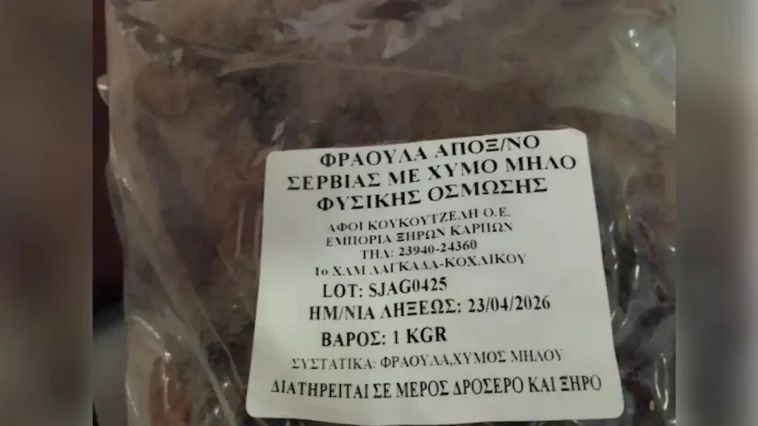 ΦΡΑΟΥΛΑ ΑΠΟΞ/ΝΟ
ΣΕΡΒΙΑΣ ΜΕ ΧΥΜΟ ΜΗΛΟ
ΦΥΣΙΚΗΣ ΟΣΜΩΣΗΣ
ΑΦΟΙ ΚΟΥΚΟΥΤΖΕΛΗ Ο.Ε.
ΕΜΠΟΡΙΑ ΞΗΡΩΝ ΚΑΡΠΩΝ
ΤΗΛ: 23940-24360
1ο ΧΛΜ ΛΑΓΚΑΔΑ-ΚΟΛΧΙΚΟΥ
LOT: SJAG0425
ΗΜ/ΝΙΑ ΛΗΞΕΩΣ: 23/04/2026
ΒΑΡΟΣ: 1 KGR
ΣΥΣΤΑΤΙΚΑ: ΦΡΑΟΥΛΑ,ΧΥΜΟΣ ΜΗΛΟΥ
ΔΙΑΤΗΡΕΙΤΑΙ ΣΕ ΜΕΡΟΣ ΔΡΟΣΕΡΟ ΚΑΙ ΞΗΡΟ